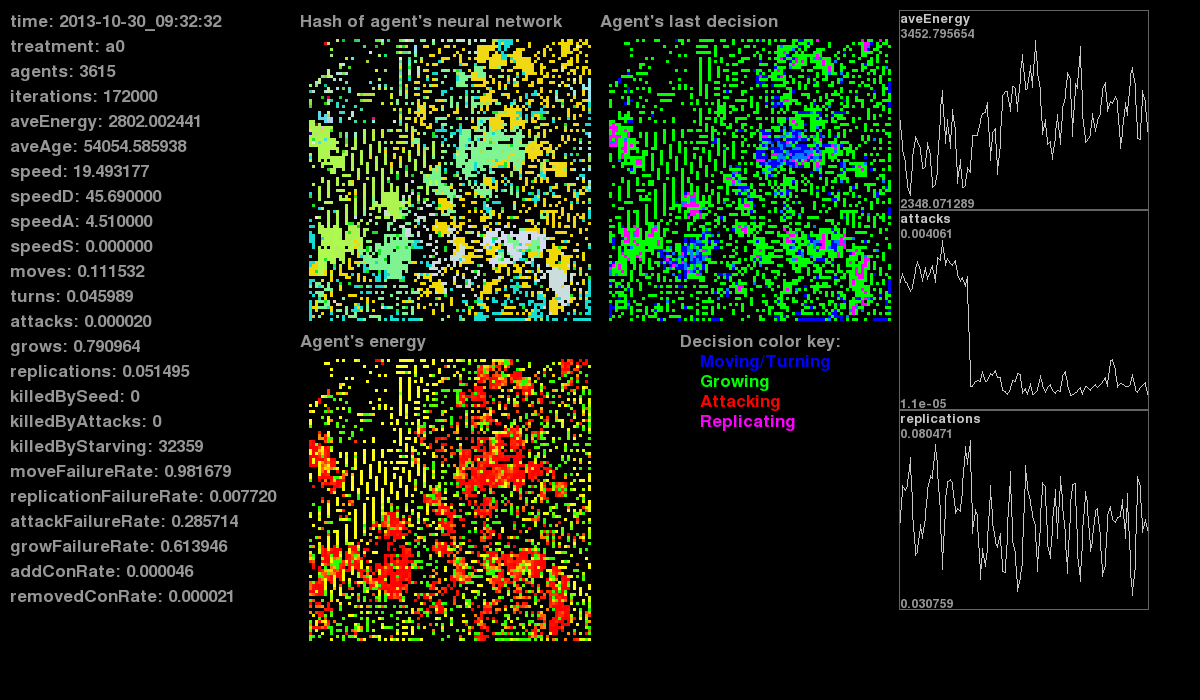 time: 2013-10-30_09:32:32
treatment: a0
agents: 3615
iterations: 172000
aveEnergy: 2802.002441
aveAge: 54054.585938
speed: 19.493177
speedD: 45.690000
speedA: 4.510000
speedS: 0.000000
moves: 0.111532
turns: 0.045989
attacks: 0.000020
grows: 0.790964
replications: 0.051495
killedBySeed: 0
killedByAttacks: 0
killedByStarving: 32359
moveFailureRate: 0.981679
replicationFailureRate: 0.007720
attackFailureRate: 0.285714
growFailureRate: 0.613946
addConRate: 0.000046
removedConRate: 0.000021
Hash of agent's neural network
Agent's last decision
Agent's energy
Decision color key:
Moving/Turning
Growing
Attacking
Replicating
aveEnergy
3452.795654
2348.071289
attacks
0.004061
1.1e-05
replications
0.080471
0.030759